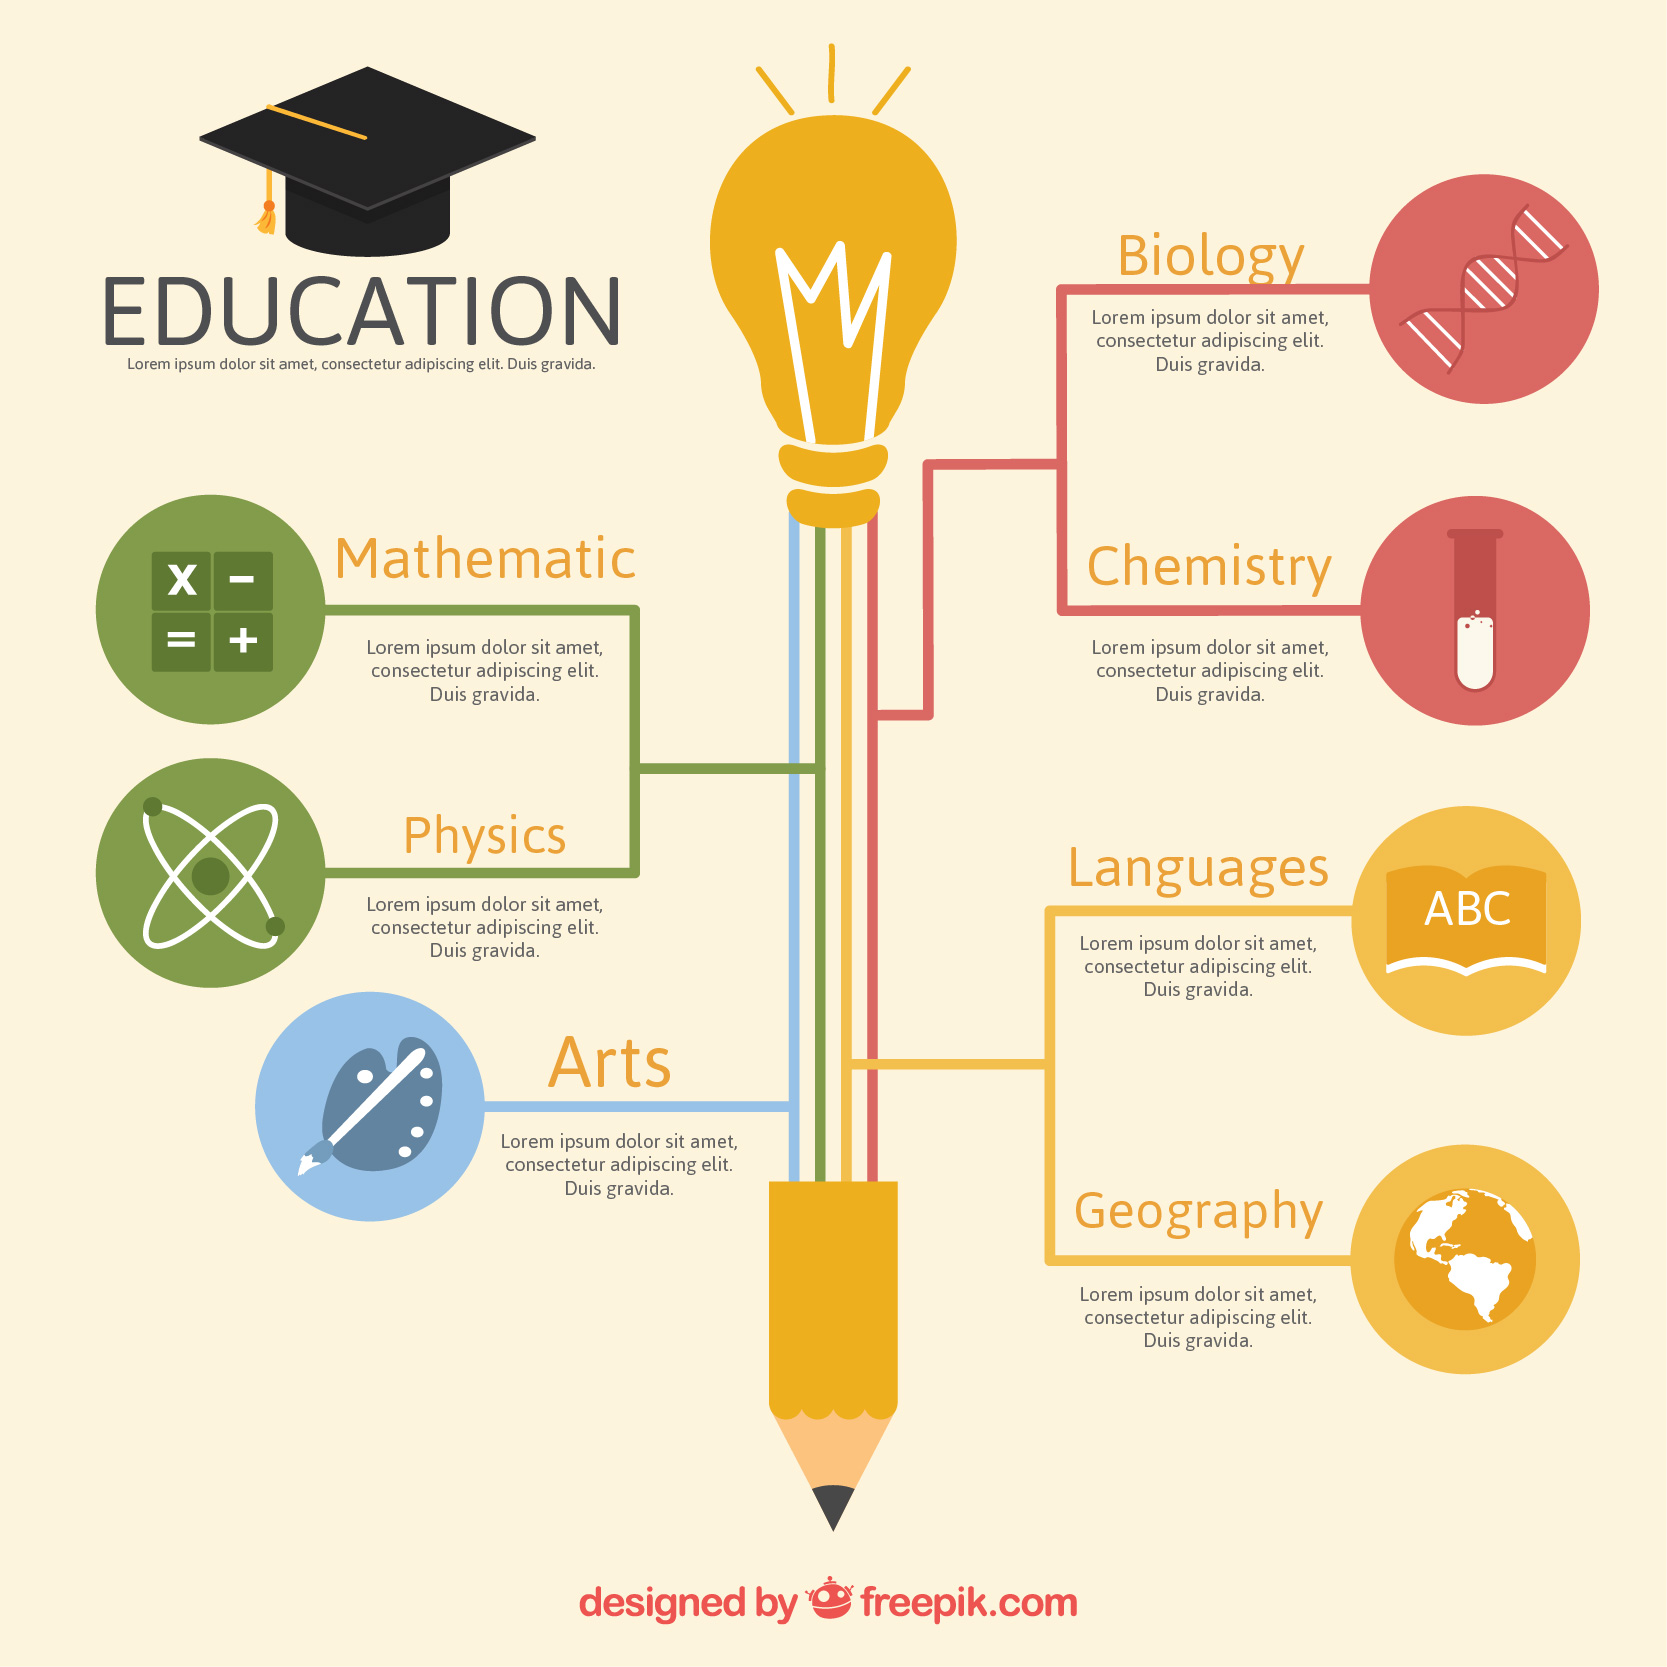 EDUCATION
Lorem ipsum dolor sit amet, consectetur adipiscing elit. Duis gravida.
Mathematic
x -
= +
Lorem ipsum dolor sit amet,
consectetur adipiscing elit.
Duis gravida.
Physics
Lorem ipsum dolor sit amet,
consectetur adipiscing elit.
Duis gravida.
Arts
Lorem ipsum dolor sit amet,
consectetur adipiscing elit.
Duis gravida.
Biology
Lorem ipsum dolor sit amet,
consectetur adipiscing elit.
Duis gravida.
Chemistry
Lorem ipsum dolor sit amet,
consectetur adipiscing elit.
Duis gravida.
Languages
ABC
Lorem ipsum dolor sit amet,
consectetur adipiscing elit.
Duis gravida.
Geography
Lorem ipsum dolor sit amet,
consectetur adipiscing elit.
Duis gravida.
designed by freepik.com